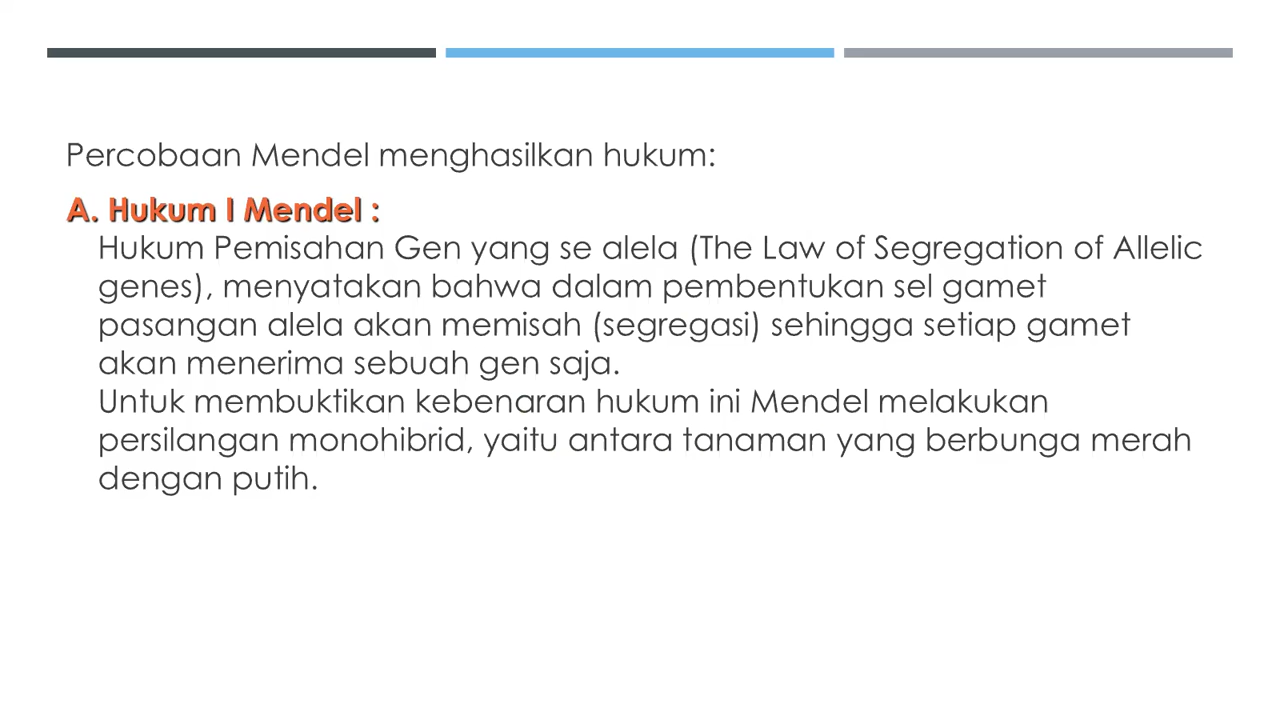 Percobaan Mendel menghasilkan hukum:
A. Hukum I Mendel :
Hukum Pemisahan Gen yang se alela (The Law of Segregation of Allelic
genes), menyatakan bahwa dalam pembentukan sel gamet
pasangan alela akan memisah (segregasi) sehingga setiap gamet
akan menerima sebuah gen saja.
Untuk membuktikan kebenaran hukum ini Mendel melakukan
persilangan monohibrid, yaitu antara tanaman yang berbunga merah
dengan putih.